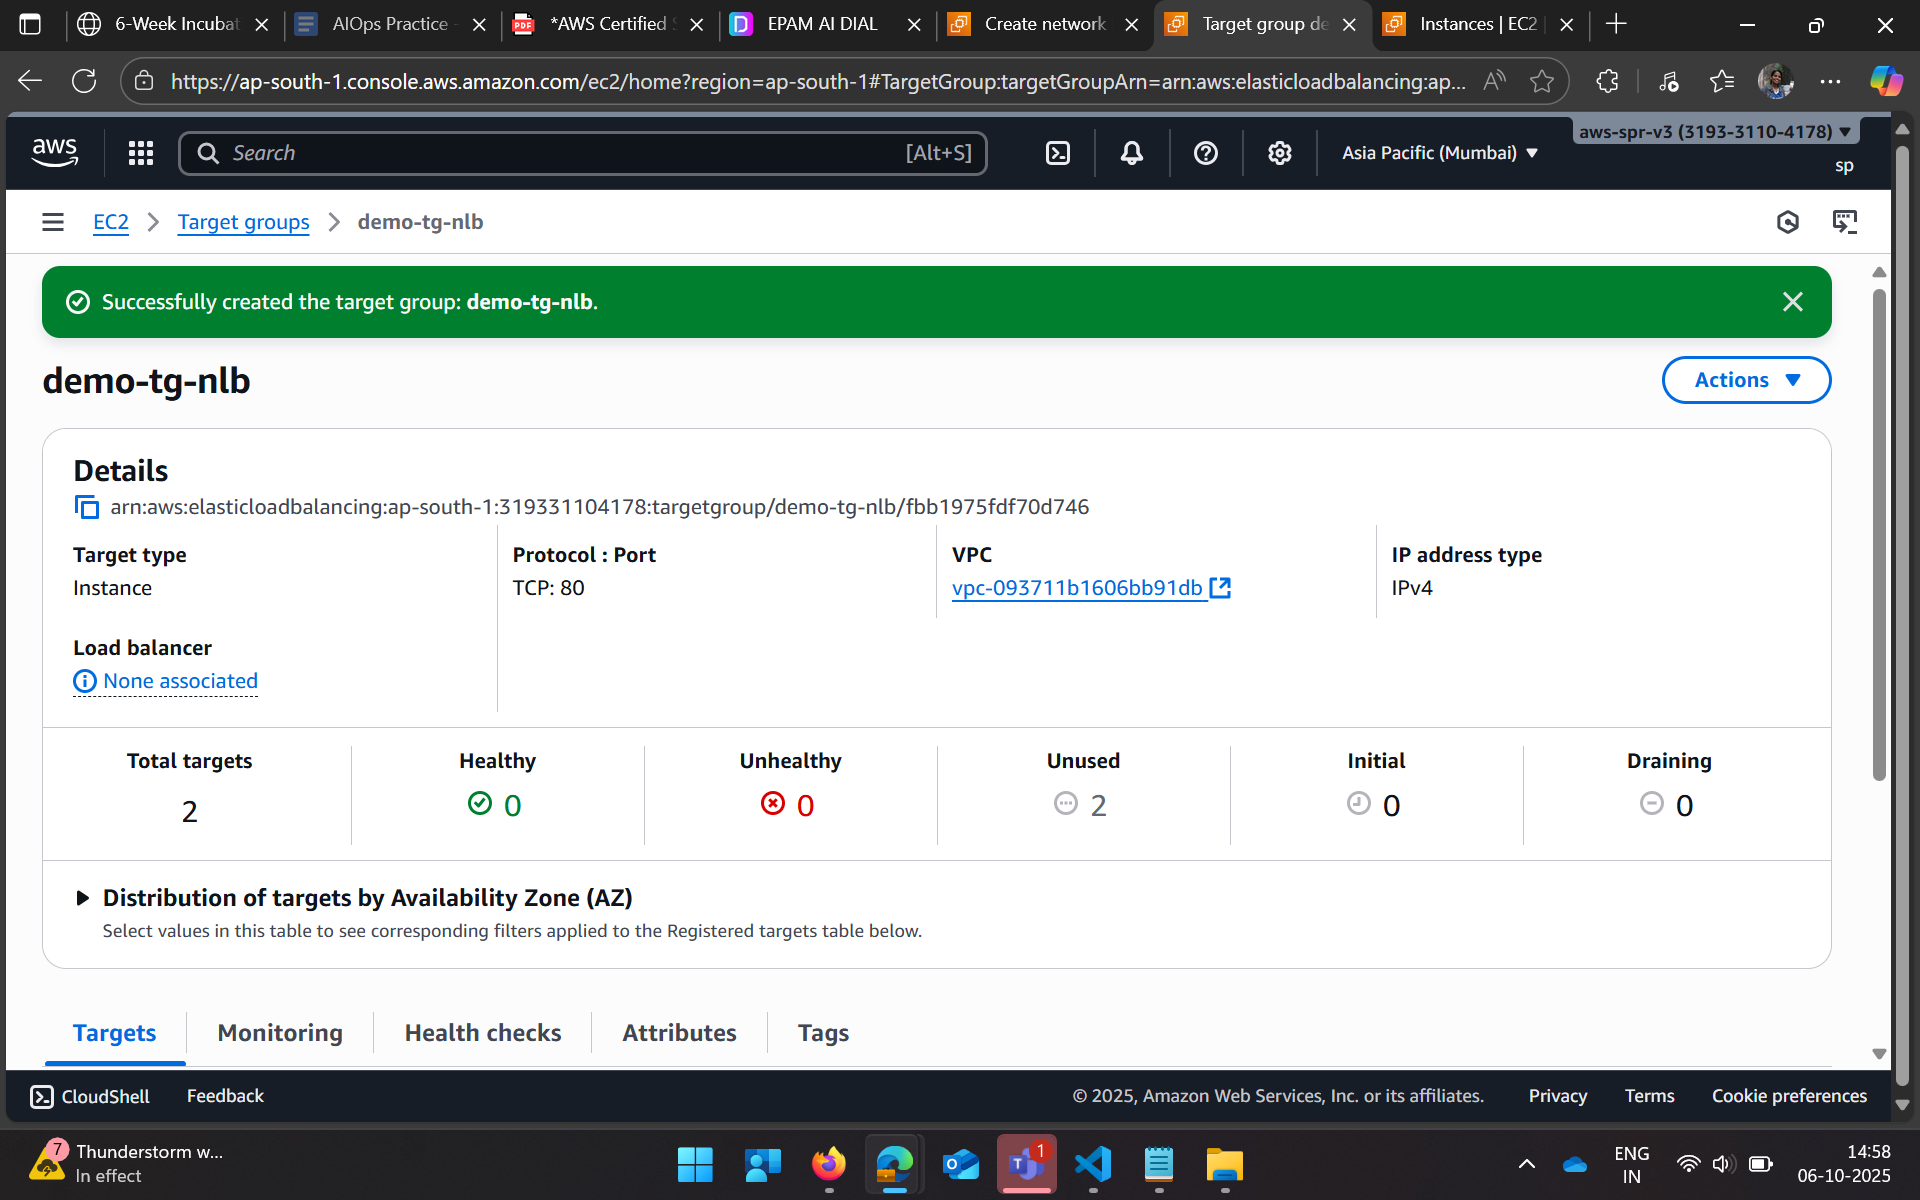 6-Week Incubat
AIOps Practice -
*AWS Certified S
EPAM AI DIAL
Create network
Target group de
Instances | EC2 |
https://ap-south-1.console.aws.amazon.com/ec2/home?region=ap-south-1#TargetGroup:targetGroupArn=arn:aws:elasticloadbalancing:ap...
aws
Search
[Alt+S]
Asia Pacific (Mumbai)
aws-spr-v3 (3193-3110-4178)
sp
EC2
Target groups
demo-tg-nlb
Successfully created the target group: demo-tg-nlb.
demo-tg-nlb
Actions
Details
arn:aws:elasticloadbalancing:ap-south-1:319331104178:targetgroup/demo-tg-nlb/fbb1975fdf70d746
Target type
Instance
Protocol : Port
TCP: 80
VPC
vpc-093711b1606bb91db
IP address type
IPv4
Load balancer
None associated
Total targets
2
Healthy
0
Unhealthy
0
Unused
2
Initial
0
Draining
0
Distribution of targets by Availability Zone (AZ)
Select values in this table to see corresponding filters applied to the Registered targets table below.
Targets
Monitoring
Health checks
Attributes
Tags
CloudShell
Feedback
© 2025, Amazon Web Services, Inc. or its affiliates.
Privacy
Terms
Cookie preferences
7
Thunderstorm w...
In effect
1
ENG
IN
14:58
06-10-2025